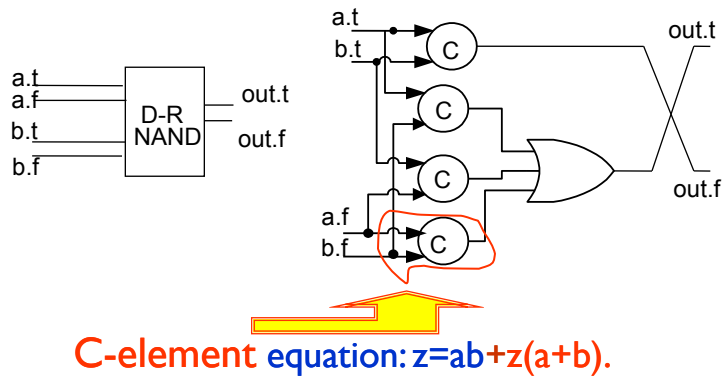 a.t
a.f
b.t
b.f
D-R
NAND
out.t
out.f
a.t
b.t
C
C
C
a.f
b.f
C
out.t
out.f
C-element equation: z=ab+z(a+b).